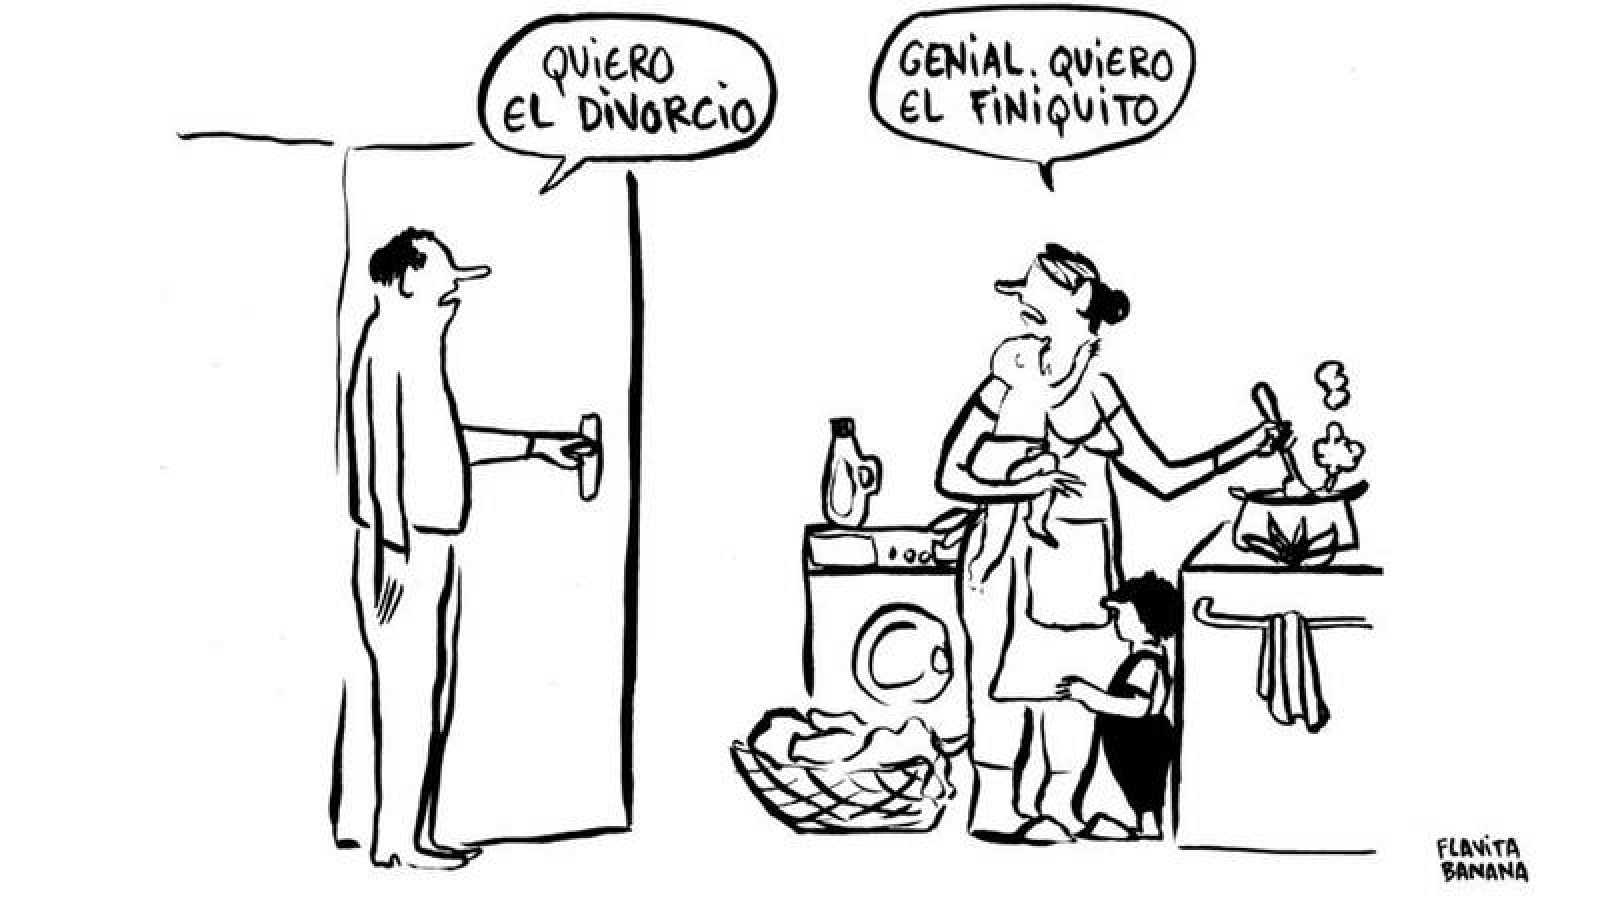 QUiERO
EL DiVORCiO
GENiAL. QUiERO
EL FiNiQUiTO
FLAViTA
BANANA